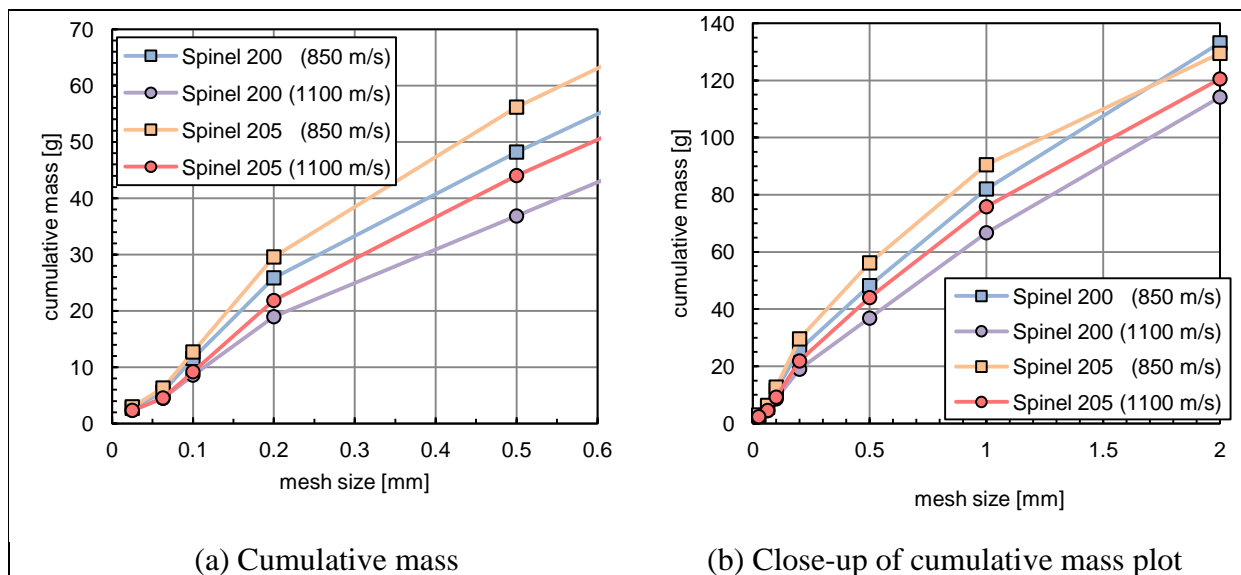 70
60
50
40
30
20
10
0
cumulative mass [g]
Spinel 200 (850 m/s)
Spinel 200 (1100 m/s)
Spinel 205 (850 m/s)
Spinel 205 (1100 m/s)
0 0.1 0.2 0.3 0.4 0.5 0.6
mesh size [mm]
(a) Cumulative mass
140
120
100
80
60
40
20
0
cumulative mass [g]
Spinel 200 (850 m/s)
Spinel 200 (1100 m/s)
Spinel 205 (850 m/s)
Spinel 205 (1100 m/s)
0 0.5 1 1.5 2
mesh size [mm]
(b) Close-up of cumulative mass plot